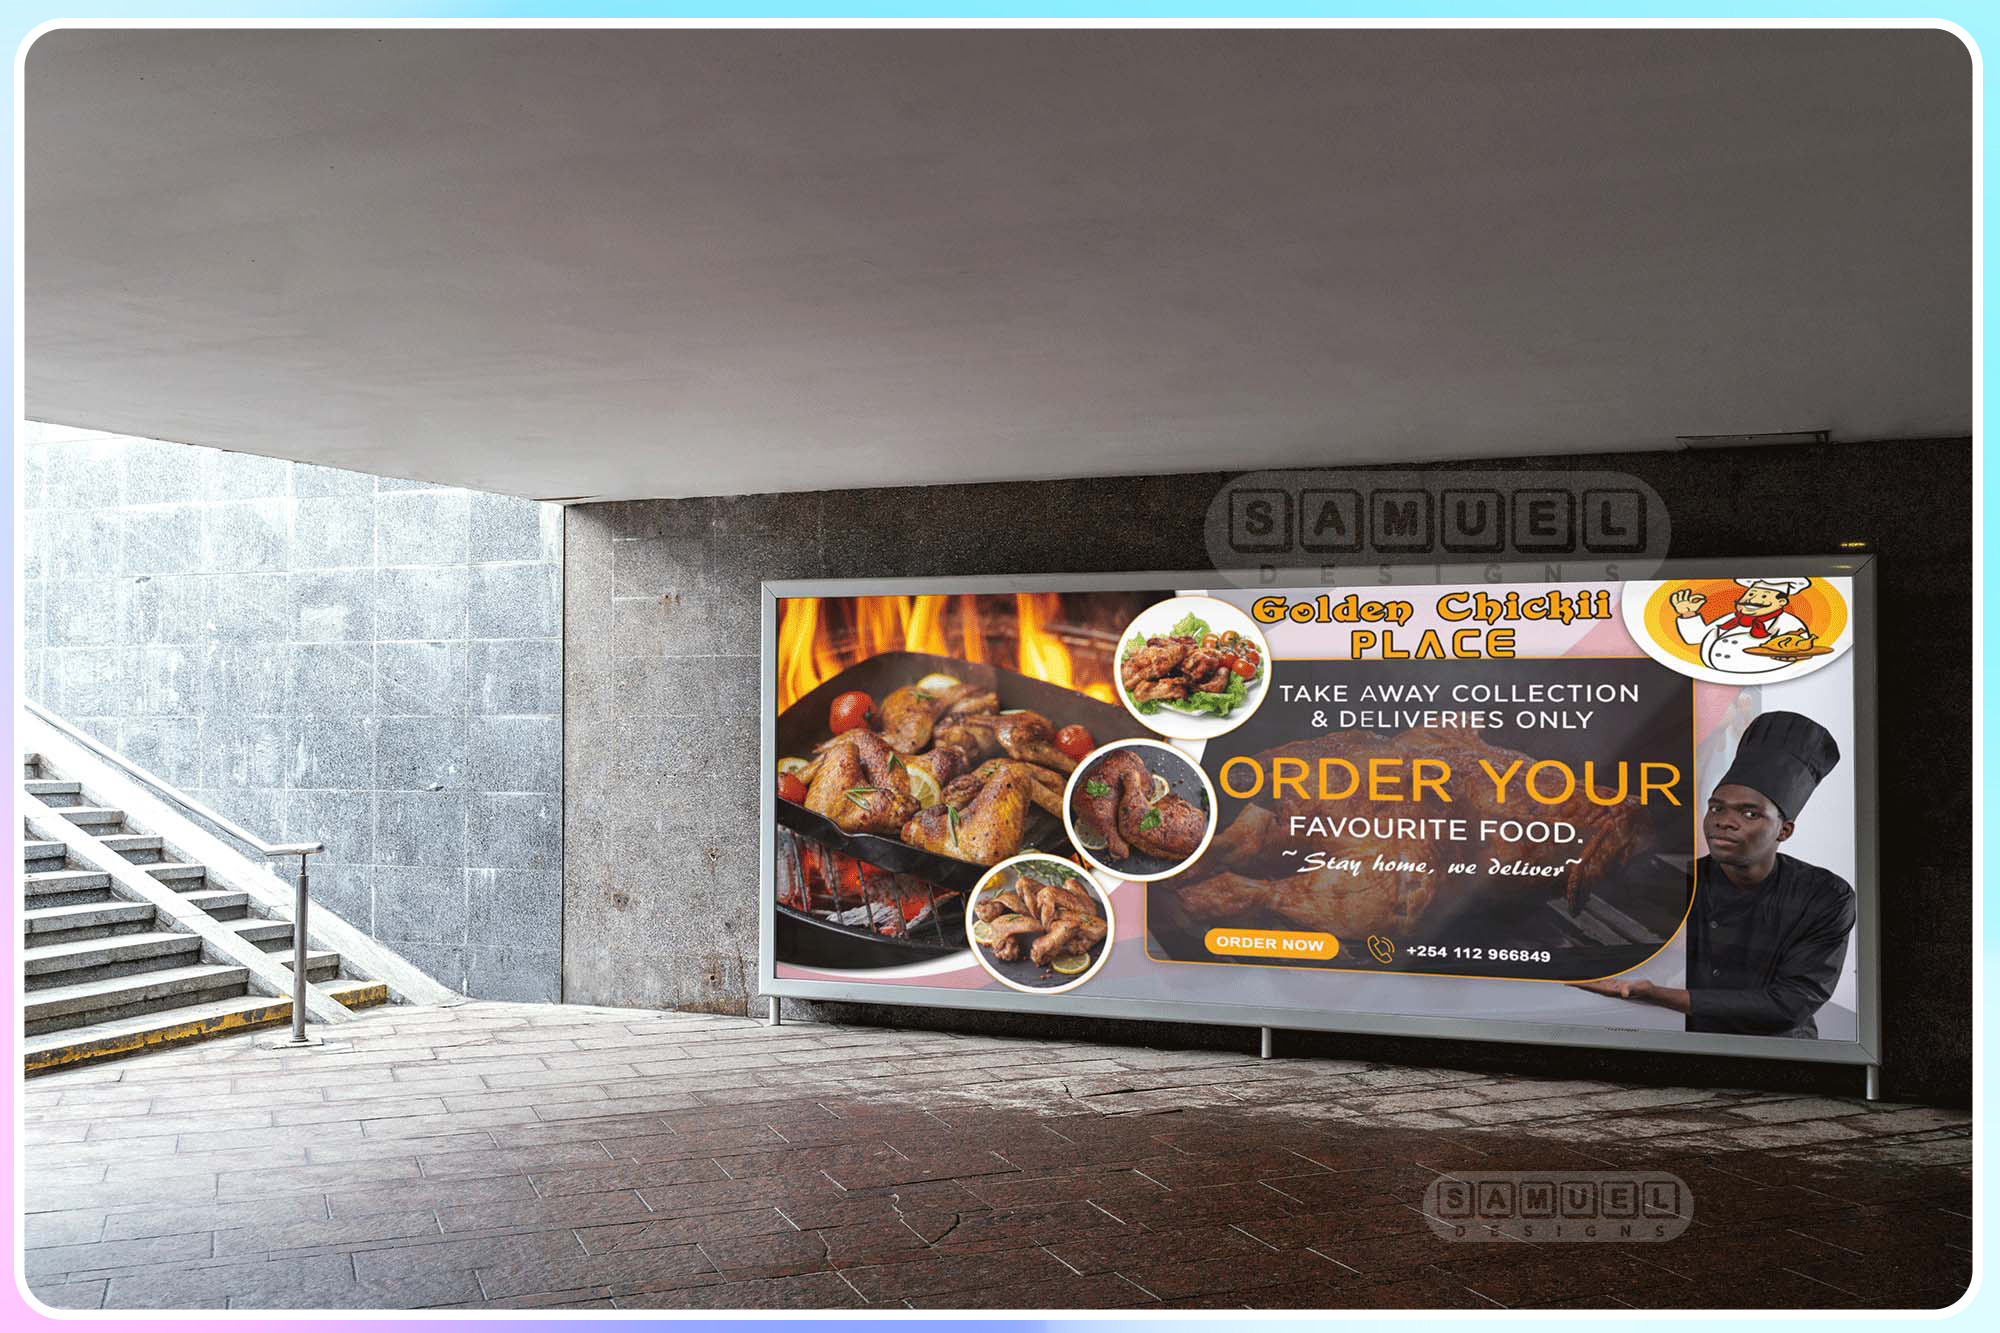 SAMUEL
DESIGNS
Golden Chickii
PLACE
TAKE AWAY COLLECTION
& DELIVERIES ONLY
ORDER YOUR
FAVOURITE FOOD.
~Stay home, we deliver~
ORDER NOW
+254 112 966849
SAMUEL
DESIGNS